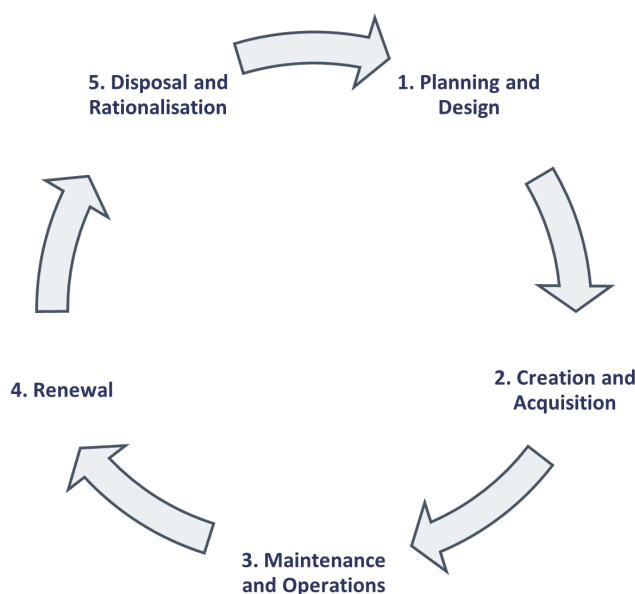 1. Planning and
Design
2. Creation and
Acquisition
3. Maintenance
and Operations
4. Renewal
5. Disposal and
Rationalisation